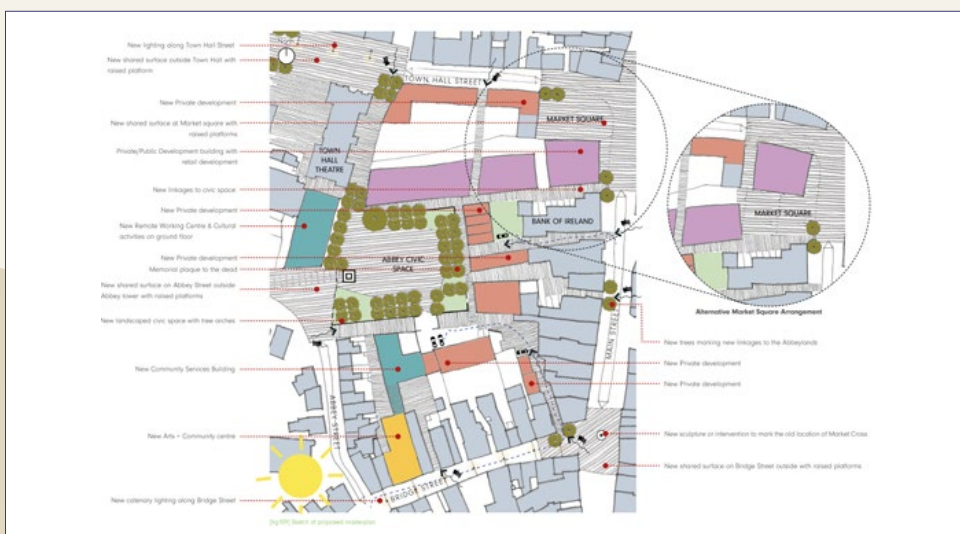 New lighting along Town Hall Street
New shared surface outside Town Hall with
raised platform
New Private development
New shared surface at Market square with
raised platforms
Private/Public Development building with
retail development
New linkages to civic space
New Private development
New Remote Working Centre & Cultural
activities on ground floor
New Private development
Memorial plaque to the dead
New shared surface on Abbey Street outside
Abbey tower with raised platforms
New landscaped civic space with tree arches
New Community Services Building.
New Arts + Community centre
New catenary lighting along Bridge Street
TOWN HALL STREET
MARKET SQUARE
TOWN
HALL
THEATRE
BANK OF IRELAND
ABBEY CIVIC
SPACE
MAIN STREET
ABBEY STREET
BRIDGE STREET
MARKET SQUARE
Alternative Market Square Arrangement
New trees marking new linkages to the Abbeylands
New Private development
New Private development
New sculpture or intervention to mark the old location of Market Cross
New shared surface on Bridge Street outside with raised platforms
Sketch of proposed masterplan